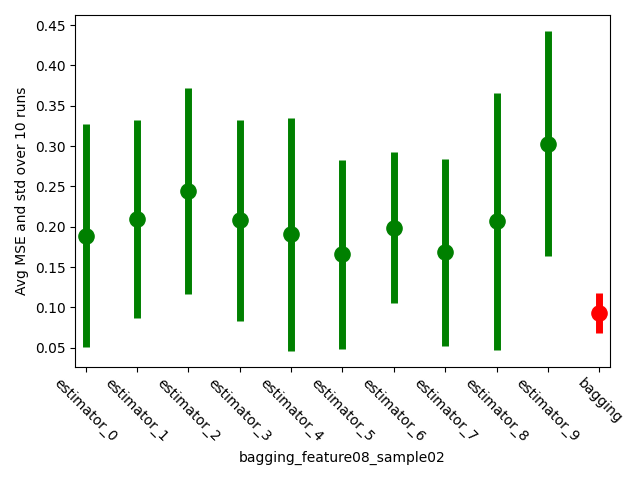 0.45
0.40
0.35
0.30
0.25
0.20
0.15
0.10
0.05
Avg MSE and std over 10 runs
estimator_0
estimator_1
estimator_2
estimator_3
estimator_4
estimator_5
estimator_6
estimator_7
estimator_8
estimator_9
bagging
bagging_feature08_sample02